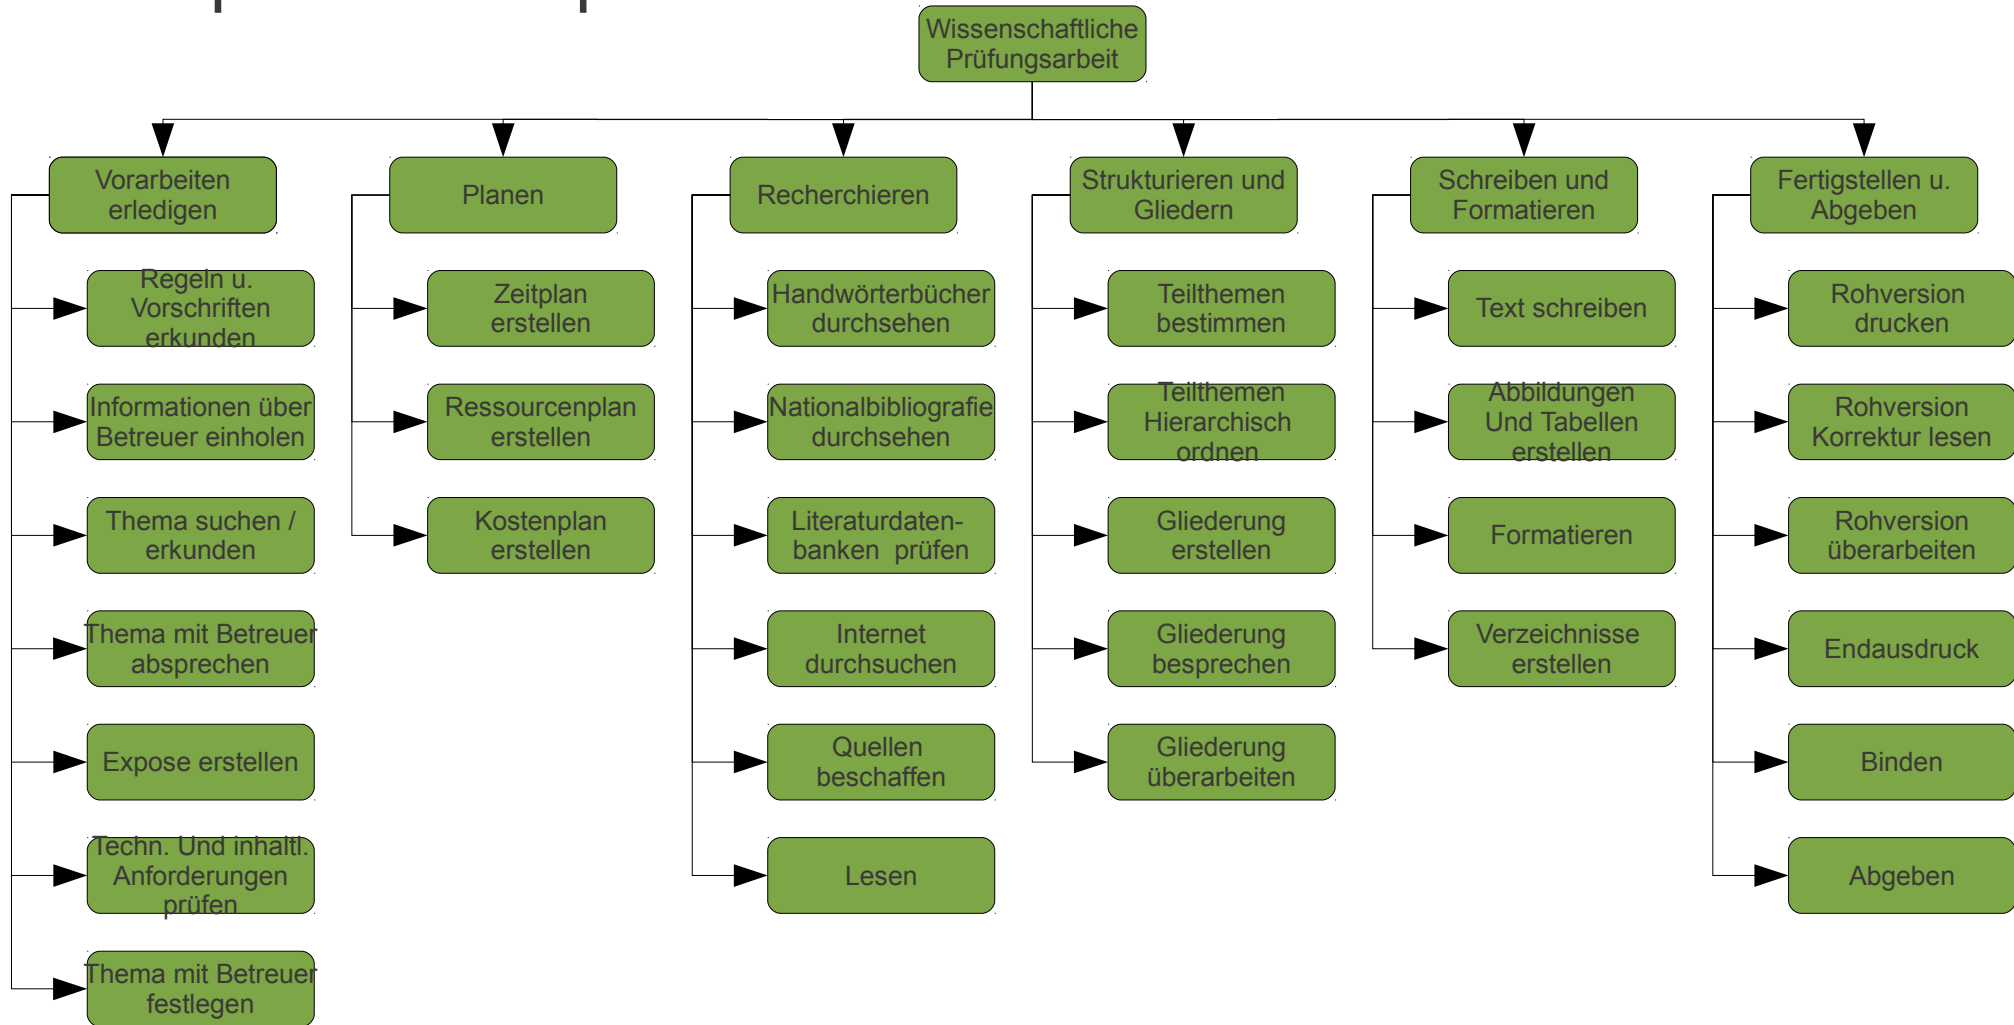 Wissenschaftliche
Prüfungsarbeit
Vorarbeiten
erledigen
Regeln u.
Vorschriften
erkunden
Informationen über
Betreuer einholen
Thema suchen /
erkunden
Thema mit Betreuer
absprechen
Expose erstellen
Techn. Und inhaltl.
Anforderungen
prüfen
Thema mit Betreuer
festlegen
Planen
Zeitplan
erstellen
Ressourcenplan
erstellen
Kostenplan
erstellen
Recherchieren
Handwörterbücher
durchsehen
Nationalbibliografie
durchsehen
Literaturdaten-
banken  prüfen
Internet
durchsuchen
Quellen
beschaffen
Lesen
Strukturieren und
Gliedern
Teilthemen
bestimmen
Teilthemen
Hierarchisch
ordnen
Gliederung
erstellen
Gliederung
besprechen
Gliederung
überarbeiten
Schreiben und
Formatieren
Text schreiben
Abbildungen
Und Tabellen
erstellen
Formatieren
Verzeichnisse
erstellen
Fertigstellen u.
Abgeben
Rohversion
drucken
Rohversion
Korrektur lesen
Rohversion
überarbeiten
Endausdruck
Binden
Abgeben